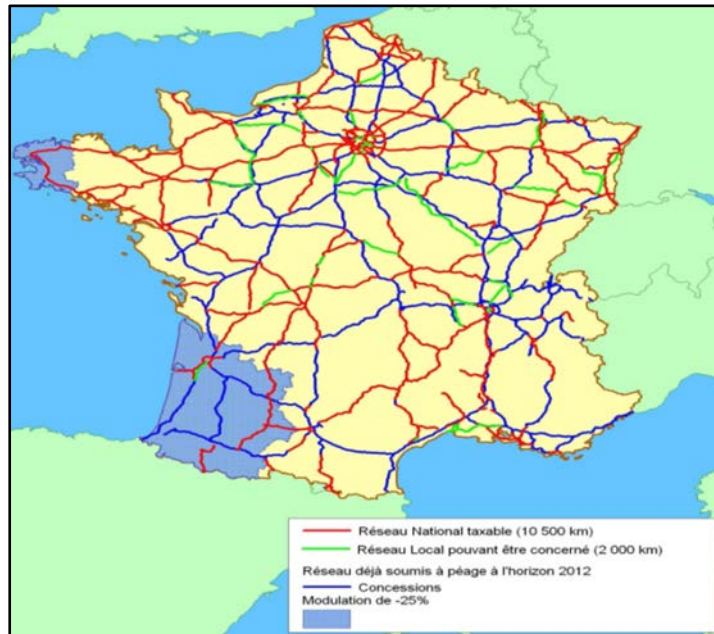 Réseau National taxable (10 500 km)
Réseau Local pouvant être concerné (2 000 km)
Réseau déjà soumis à péage à l'horizon 2012
Concessions
Modulation de -25%